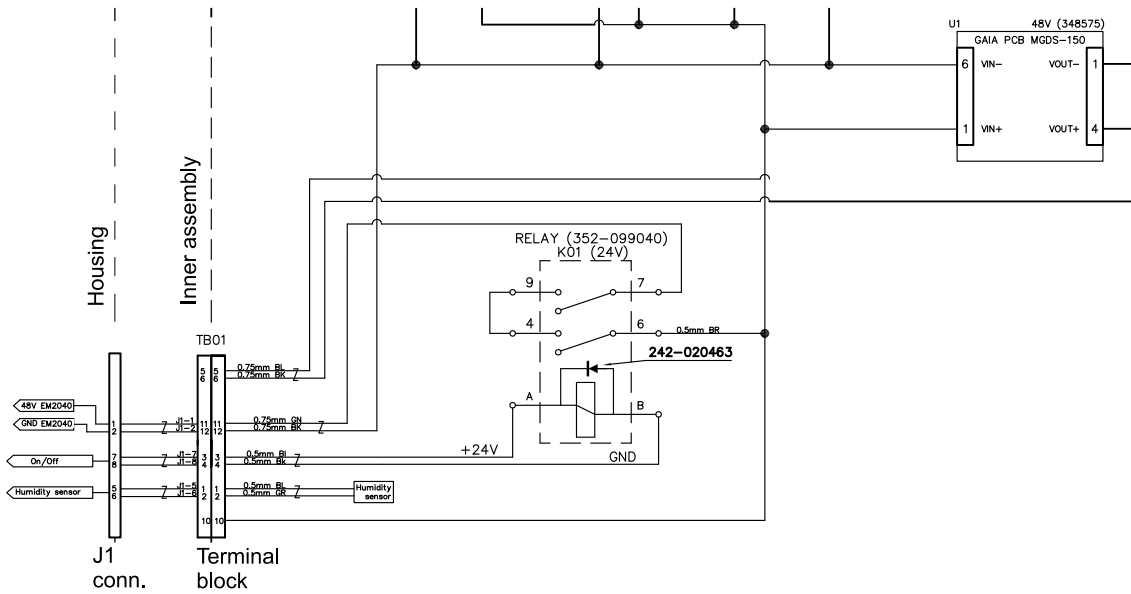 U1
48V (348575)
GAIA PCB MGDS-150
6 VIN- VOUT- 1
1 VIN+ VOUT+ 4
Housing
Inner assembly
RELAY (352-099040)
K01 (24V)
9 7
4 6 0.5mm BR
242-020463
A B
+24V GND
TB01
5 5 0.75mm BL
6 6 0.75mm BK
48V EM2040
GND EM2040
1 J1-1 11 11 0.75mm GN
2 J1-2 12 12 0.75mm BK
On/Off
7 J1-7 3 3 0.5mm Bl
8 J1-8 4 4 0.5mm Bk
Humidity sensor
5 J1-5 1 1 0.5mm BL
6 J1-6 2 2 0.5mm GR
Humidity
sensor
10 10
J1
conn.
Terminal
block